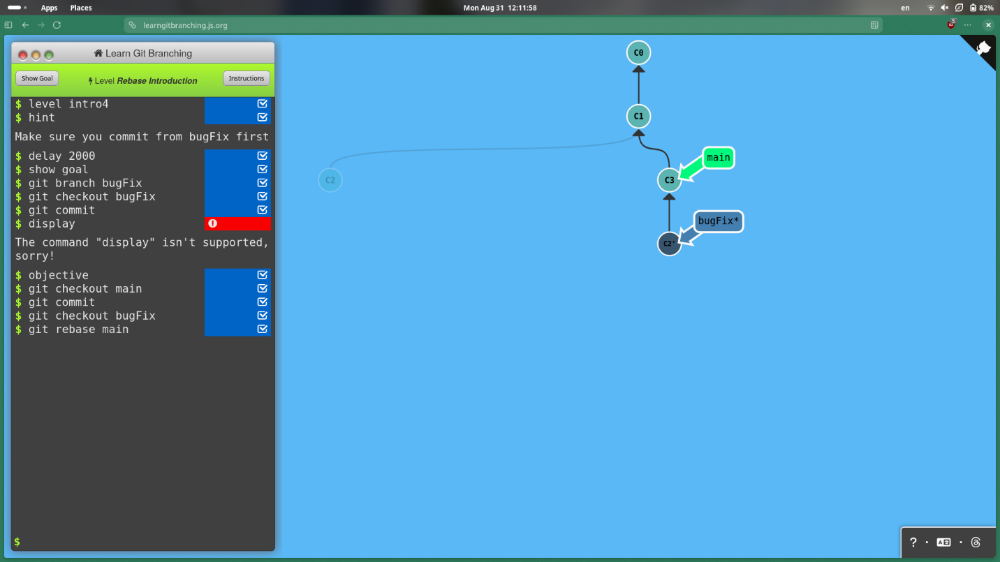 Apps Places Mon Aug 31 12:11:58 en 82%
learngitbranching.js.org 5
Learn Git Branching
Show Goal Level Rebase Introduction Instructions
$ level intro4
$ hint
Make sure you commit from bugFix first
$ delay 2000
$ show goal
$ git branch bugFix
$ git checkout bugFix
$ git commit
$ display
The command "display" isn't supported,
sorry!
$ objective
$ git checkout main
$ git commit
$ git checkout bugFix
$ git rebase main
$
C0
C1
main
C2
C3
bugFix*
C2'
? · ·